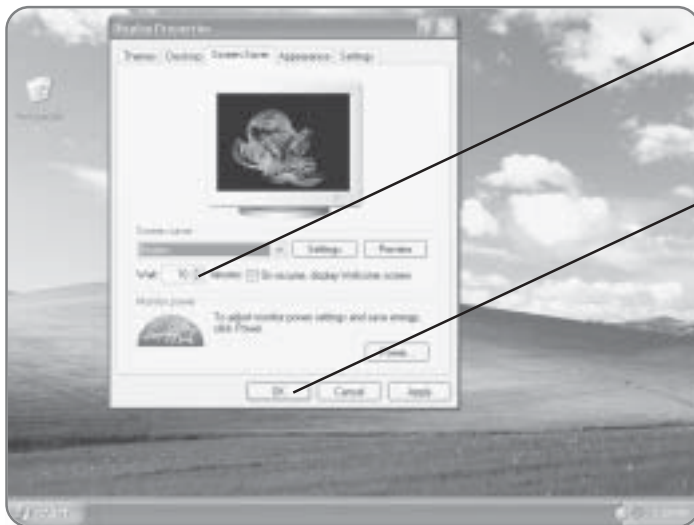 Display Properties
Themes Desktop Screen Saver Appearance Settings
Screen saver
Settings Preview
Wait: 10 minutes On resume, display Welcome screen
Monitor power
To adjust monitor power settings and save energy,
click Power.
Power...
OK Cancel Apply
start